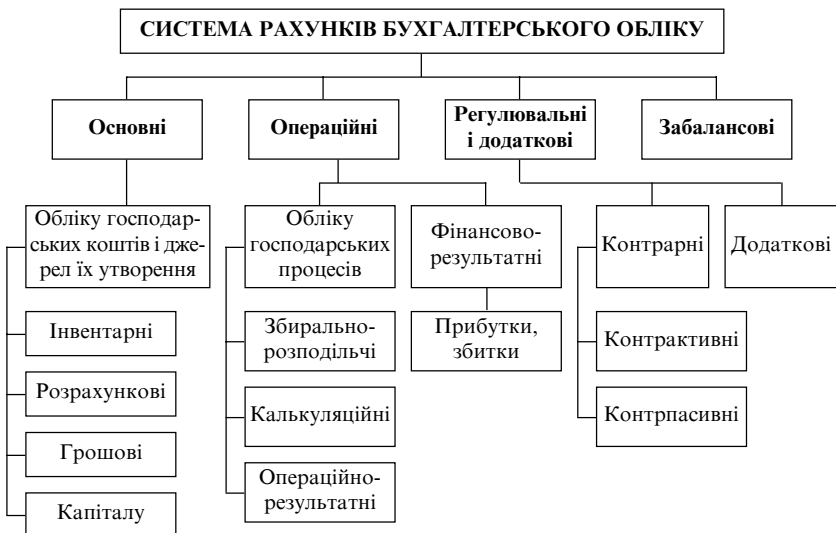 СИСТЕМА РАХУНКІВ БУХГАЛТЕРСЬКОГО ОБЛІКУ
Основні
Операційні
Регулювальні
і додаткові
Забалансові
Обліку господар-
ських коштів і дже-
рел їх утворення
Інвентарні
Розрахункові
Грошові
Капіталу
Обліку
господарських
процесів
Збирально-
розподільчі
Калькуляційні
Операційно-
результатні
Фінансово-
результатні
Прибутки,
збитки
Контрарні
Контрактивні
Контрпасивні
Додаткові